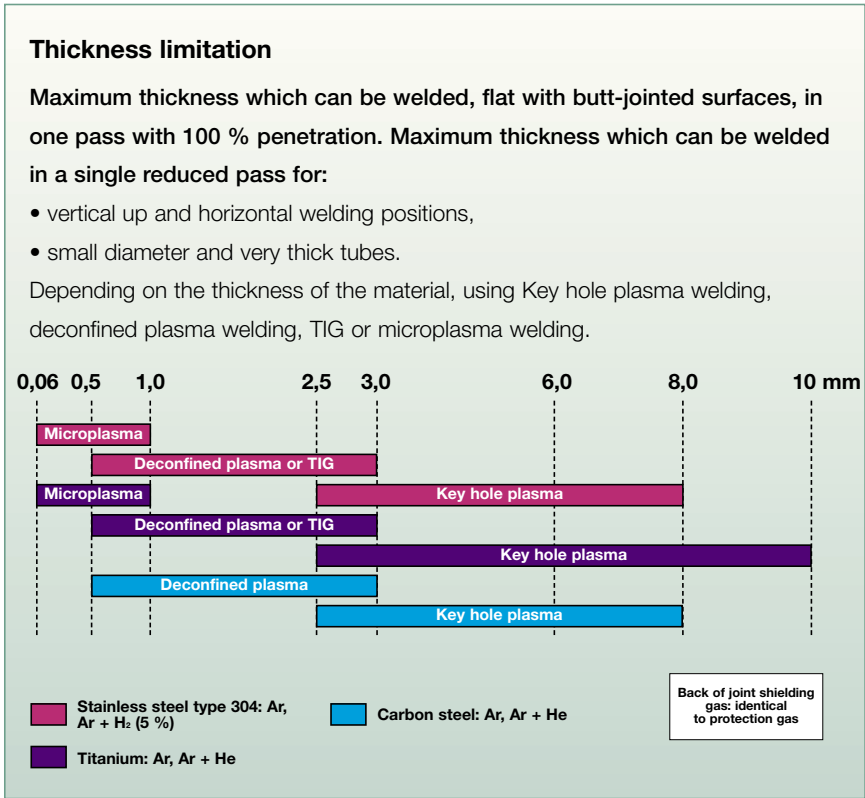 Thickness limitation
Maximum thickness which can be welded, flat with butt-jointed surfaces, in
one pass with 100 % penetration. Maximum thickness which can be welded
in a single reduced pass for:
• vertical up and horizontal welding positions,
• small diameter and very thick tubes.
Depending on the thickness of the material, using Key hole plasma welding,
deconfined plasma welding, TIG or microplasma welding.
0,06 0,5 1,0 2,5 3,0 6,0 8,0 10 mm
Microplasma
Deconfined plasma or TIG
Microplasma Key hole plasma
Deconfined plasma or TIG
Key hole plasma
Deconfined plasma
Key hole plasma
Stainless steel type 304: Ar,
Ar + H₂ (5 %)
Carbon steel: Ar, Ar + He
Titanium: Ar, Ar + He
Back of joint shielding
gas: identical
to protection gas